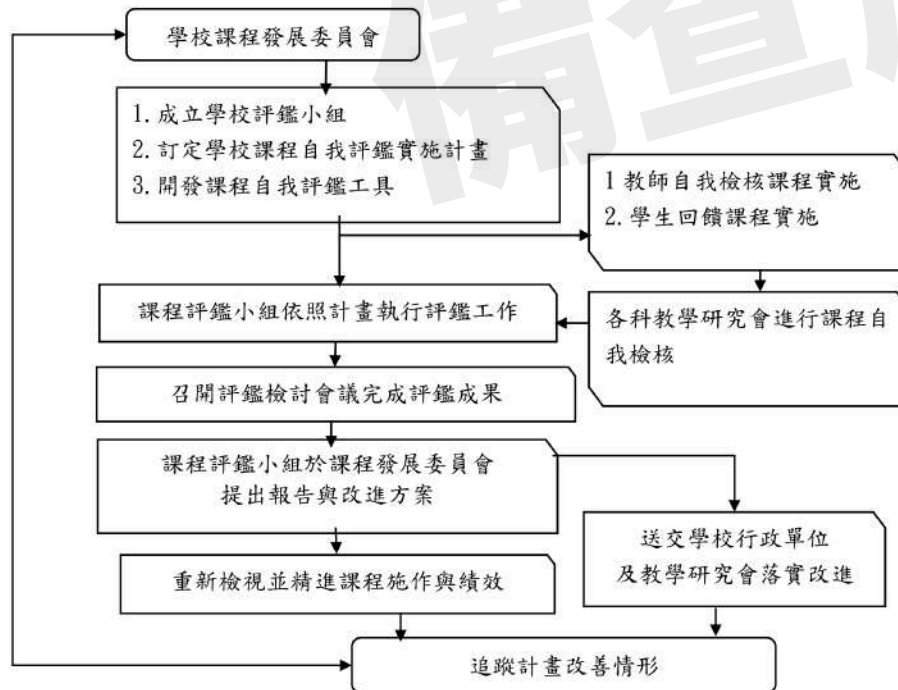 學校課程發展委員會
1. 成立學校評鑑小組
2. 訂定學校課程自我評鑑實施計畫
3. 開發課程自我評鑑工具
1 教師自我檢核課程實施
2. 學生回饋課程實施
課程評鑑小組依照計畫執行評鑑工作
各科教學研究會進行課程自
我檢核
召開評鑑檢討會議完成評鑑成果
課程評鑑小組於課程發展委員會
提出報告與改進方案
送交學校行政單位
及教學研究會落實改進
重新檢視並精進課程施作與績效
追蹤計畫改善情形
備查